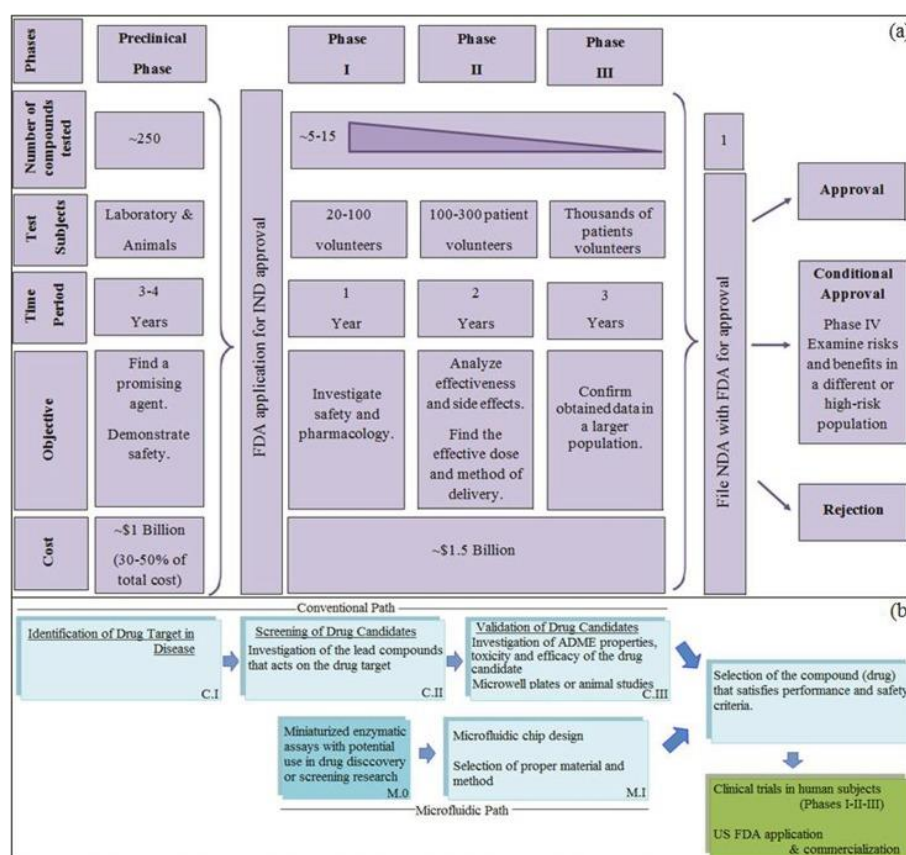 (a)
Phases
Preclinical
Phase
Phase
I
Phase
II
Phase
III
Number of
compounds
tested
~250
~5-15
1
Test
Subjects
Laboratory &
Animals
20-100
volunteers
100-300 patient
volunteers
Thousands of
patients
volunteers
Time
Period
3-4
Years
1
Year
2
Years
3
Years
Objective
Find a
promising
agent.
Demonstrate
safety.
Investigate
safety and
pharmacology.
Analyze
effectiveness
and side effects.
Find the
effective dose
and method of
delivery.
Confirm
obtained data in
a larger
population.
Cost
~$1 Billion
(30-50% of
total cost)
~$1.5 Billion
FDA application for IND approval
File NDA with FDA for approval
Approval
Conditional
Approval
Phase IV
Examine risks
and benefits in
a different or
high-risk
population
Rejection
(b)
Conventional Path
Identification of Drug Target in
Disease
C.I
Screening of Drug Candidates
Investigation of the lead compounds
that acts on the drug target
C.II
Validation of Drug Candidates
Investigation of ADME properties,
toxicity and efficacy of the drug
candidate
Microwell plates or animal studies
C.III
Miniaturized enzymatic
assays with potential
use in drug disccovery
or screening research
M.0
Microfluidic chip design
Selection of proper material and
method
M.I
Microfluidic Path
Selection of the compound (drug)
that satisfies performance and safety
criteria.
Clinical trials in human subjects
(Phases I-II-III)
US FDA application
& commercialization